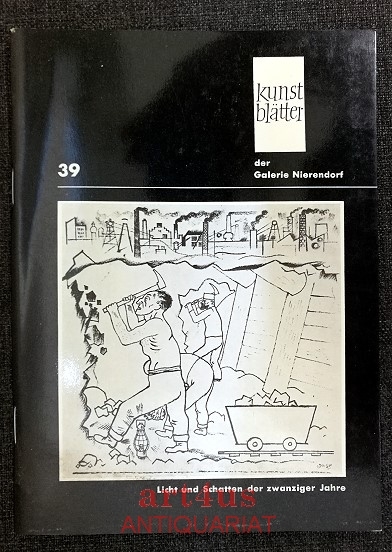 kunst
blätter
39
der
Galerie Nierendorf
Licht und Schatten der zwanziger Jahre
art4us
ANTIQUARIAT